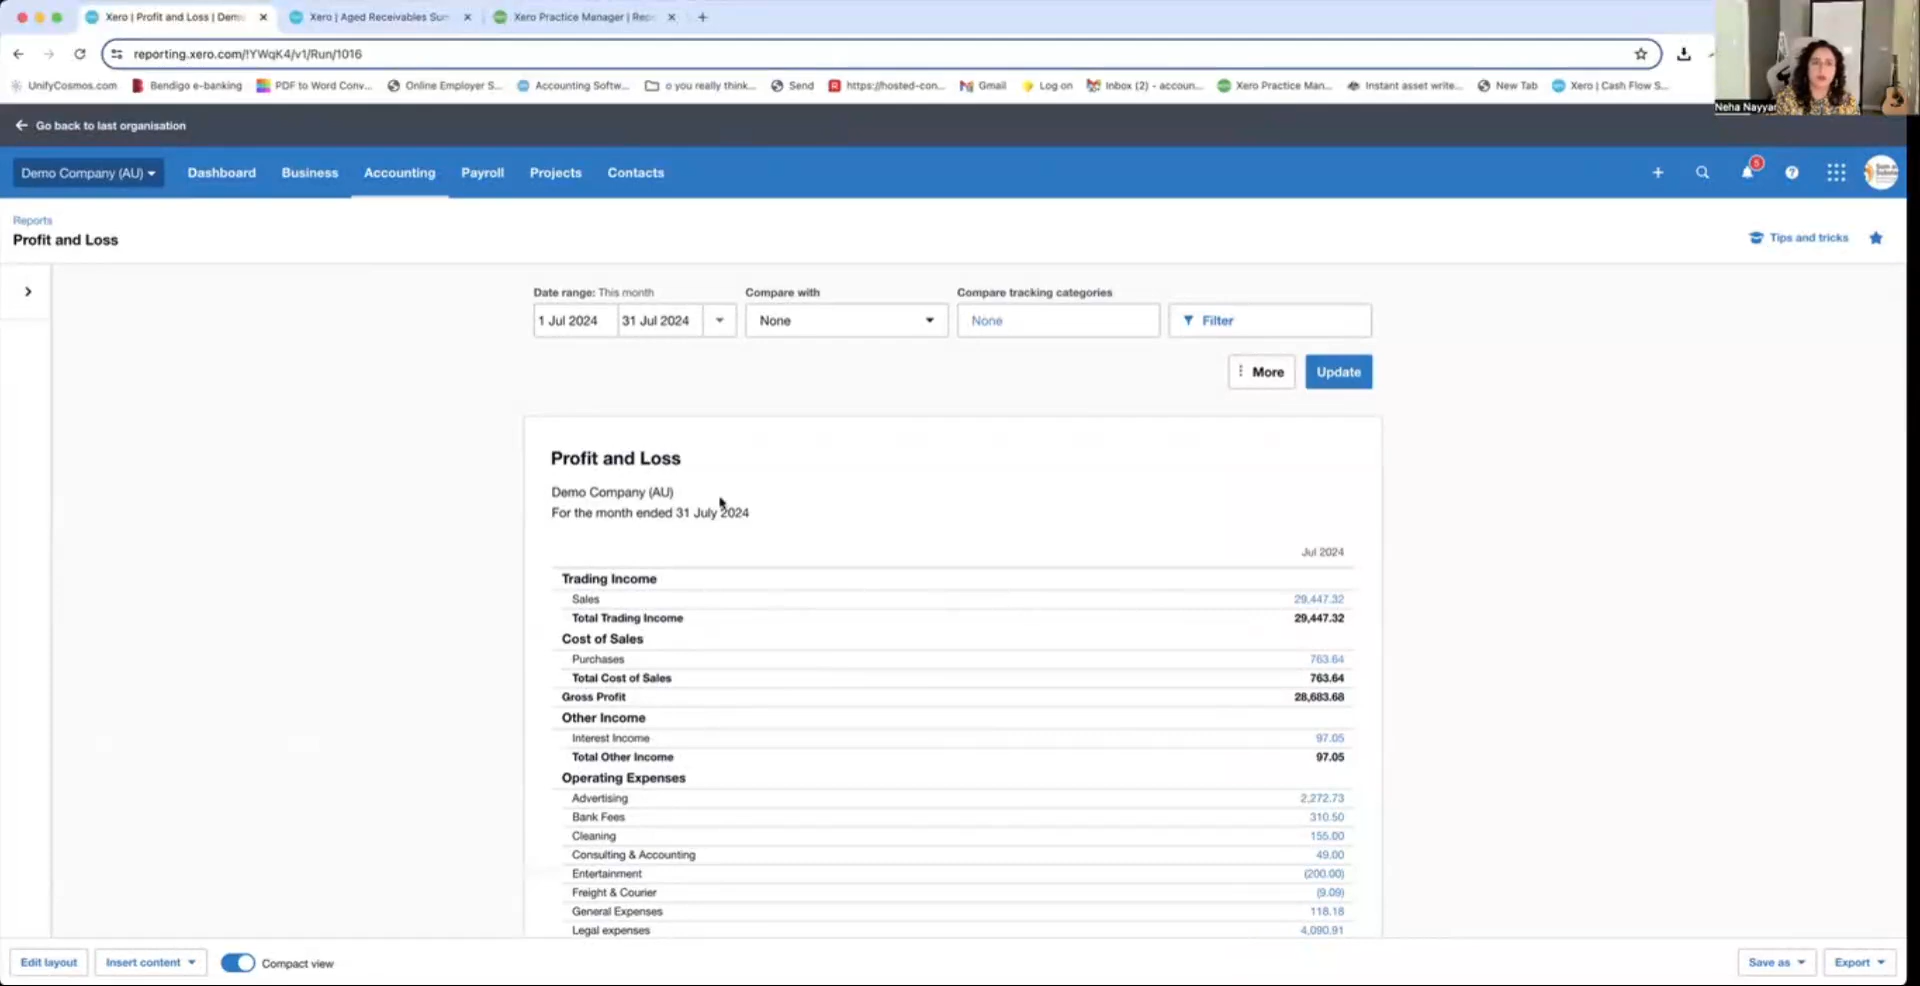 Xero | Profit and Loss | Demo
Xero | Aged Receivables Sum
Xero Practice Manager | Rep
reporting.xero.com/!YWqK4/v1/Run/1016
UnifyCosmos.com
Bendigo e-banking
PDF to Word Conv...
Online Employer S...
Accounting Softw...
o you really think...
Send
https://hosted-con...
Gmail
Log on
Inbox (2) - accoun...
Xero Practice Man...
Instant asset write...
New Tab
Xero | Cash Flow S...
Neha Nayyar
Go back to last organisation
Demo Company (AU)
Dashboard
Business
Accounting
Payroll
Projects
Contacts
5
Reports
Profit and Loss
Tips and tricks
Date range: This month
Compare with
Compare tracking categories
1 Jul 2024
31 Jul 2024
None
None
Filter
More
Update
Profit and Loss
Demo Company (AU)
For the month ended 31 July 2024
Jul 2024
Trading Income
Sales 29,447.32
Total Trading Income 29,447.32
Cost of Sales
Purchases 763.64
Total Cost of Sales 763.64
Gross Profit 28,683.68
Other Income
Interest Income 97.05
Total Other Income 97.05
Operating Expenses
Advertising 2,272.73
Bank Fees 310.50
Cleaning 155.00
Consulting & Accounting 49.00
Entertainment (200.00)
Freight & Courier (9.09)
General Expenses 118.18
Legal expenses 4,090.91
Edit layout
Insert content
Compact view
Save as
Export